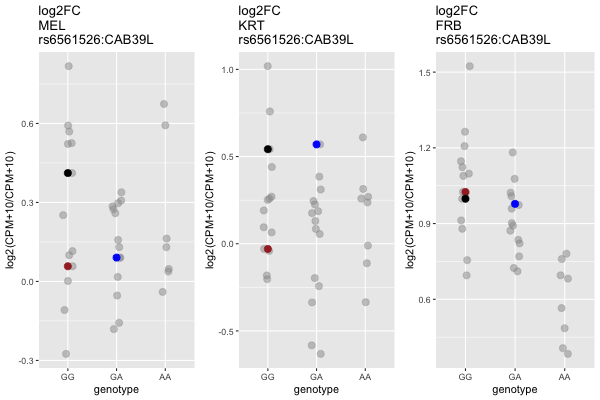 log2FC
MEL
rs6561526:CAB39L
log2(CPM+10/CPM+10)
0.6
0.3
0.0
-0.3
GG
GA
AA
genotype
log2FC
KRT
rs6561526:CAB39L
log2(CPM+10/CPM+10)
1.0
0.5
0.0
-0.5
GG
GA
AA
genotype
log2FC
FRB
rs6561526:CAB39L
log2(CPM+10/CPM+10)
1.5
1.2
0.9
0.6
GG
GA
AA
genotype